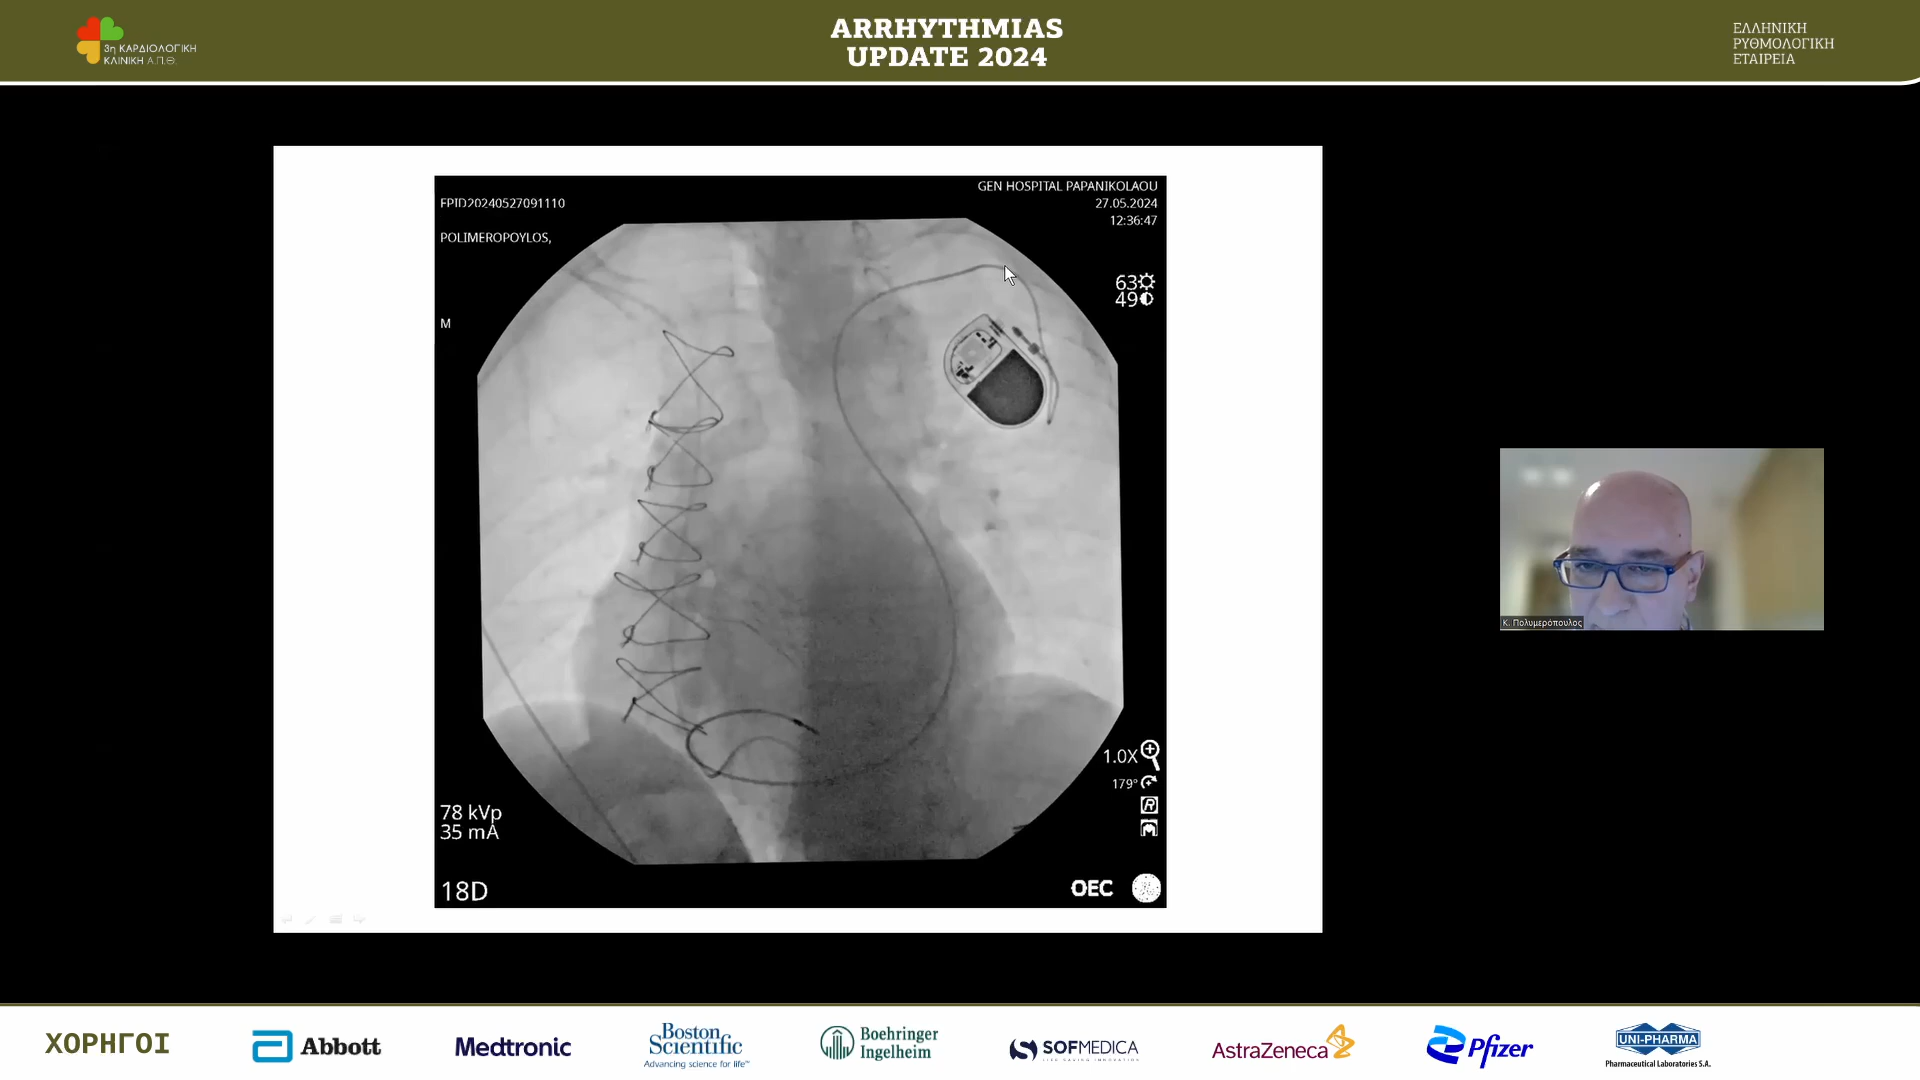 3η ΚΑΡΔΙΟΛΟΓΙΚΗ
ΚΛΙΝΙΚΗ Α.Π.Θ.
ARRHYTHMIAS
UPDATE 2024
ΕΛΛΗΝΙΚΗ
ΡΥΘΜΟΛΟΓΙΚΗ
ΕΤΑΙΡΕΙΑ
GEN HOSPITAL PAPANIKOLAOU
FPID20240527091110
27.05.2024
12:36:47
POLIMEROPOYLOS,
63
49
M
1.0X
179°
R
78 kVp
35 mA
18D
OEC
Κ. Πολυμερόπουλος
ΧΟΡΗΓΟΙ
Abbott
Medtronic
Boston
Scientific
Advancing science for life™
Boehringer
Ingelheim
SOFMEDICA
AstraZeneca
Pfizer
UNI-PHARMA
Pharmaceutical Laboratories S.A.